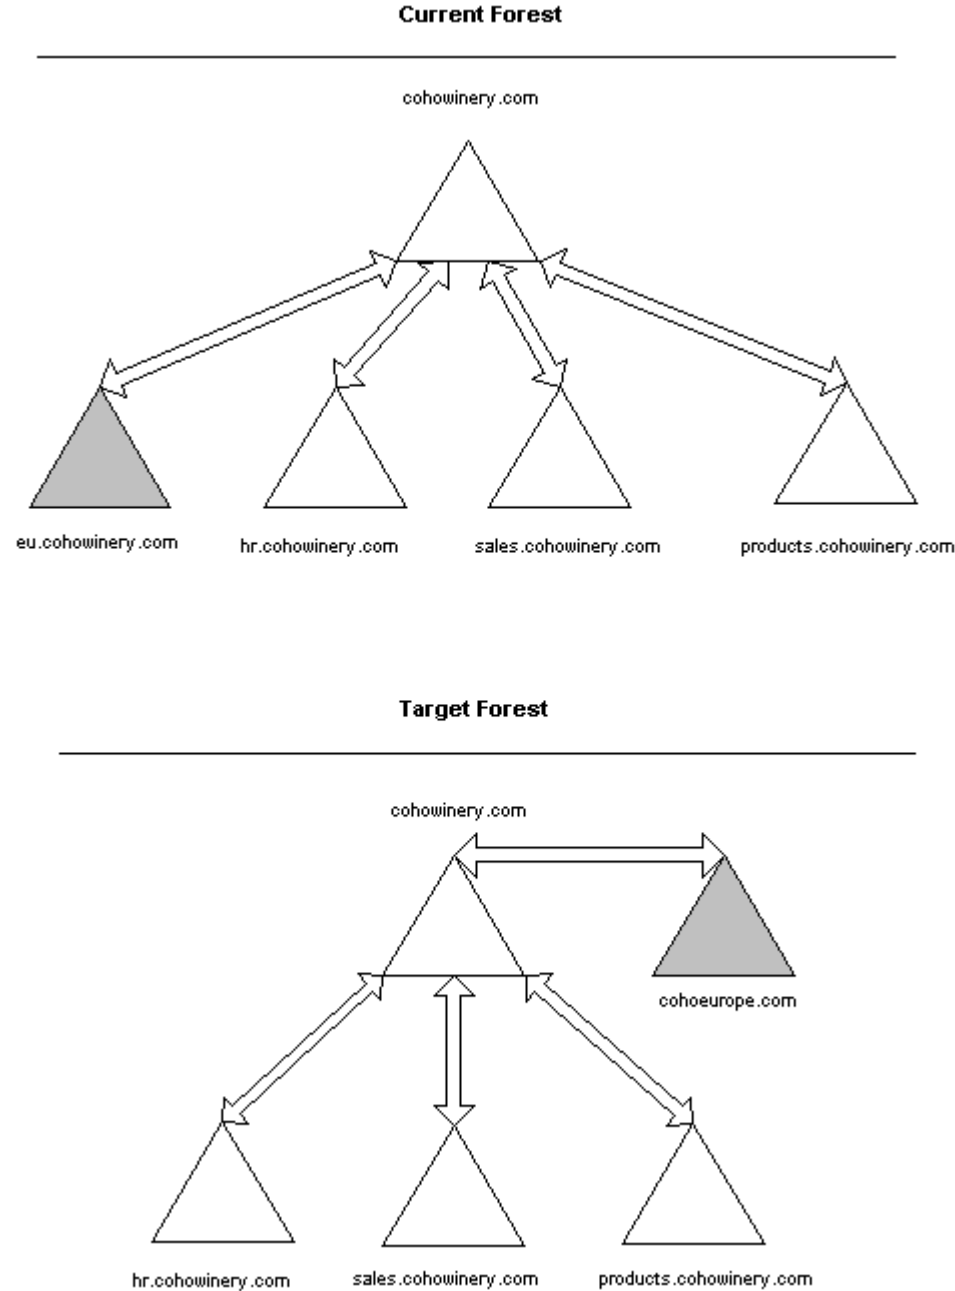 Current Forest
cohowinery.com
eu.cohowinery.com
hr.cohowinery.com
sales.cohowinery.com
products.cohowinery.com
Target Forest
cohowinery.com
cohoeurope.com
hr.cohowinery.com
sales.cohowinery.com
products.cohowinery.com